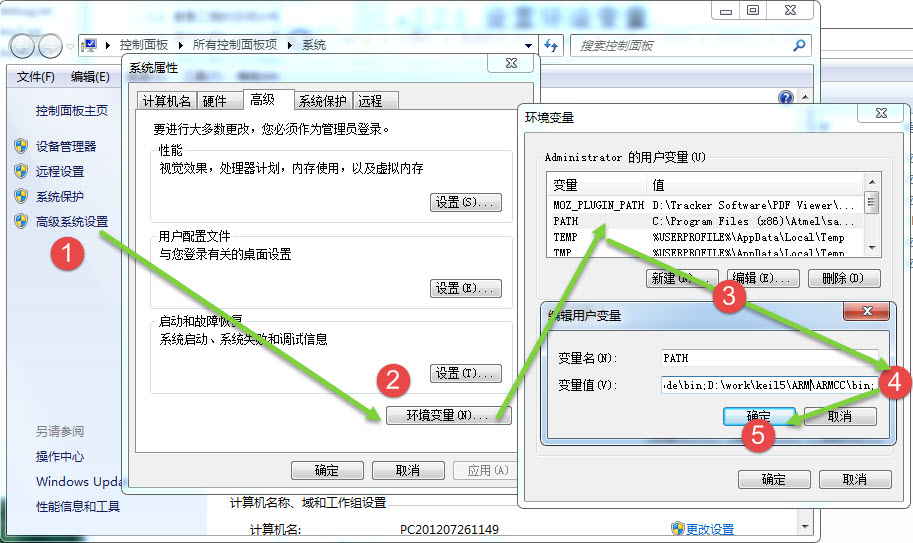 设置环境变量
控制面板 ▸ 所有控制面板项 ▸ 系统
搜索控制面板
文件(F) 编辑(E)
控制面板主页
设备管理器
远程设置
系统保护
高级系统设置
1
另请参阅
操作中心
Windows Upda
性能信息和工具
系统属性
计算机名 硬件 高级 系统保护 远程
要进行大多数更改，您必须作为管理员登录。
性能
视觉效果，处理器计划，内存使用，以及虚拟内存
设置(S)...
用户配置文件
与您登录有关的桌面设置
设置(E)...
启动和故障恢复
系统启动、系统失败和调试信息
设置(T)...
2
环境变量(N)...
确定 取消 应用(A)
计算机名称、域和工作组设置
计算机名: PC201207261149 更改设置
环境变量
Administrator 的用户变量(U)
变量 值
MOZ_PLUGIN_PATH D:\Tracker Software\PDF Viewer\...
PATH C:\Program Files (x86)\Atmel\sa...
TEMP %USERPROFILE%\AppData\Local\Temp
TMP %USERPROFILE%\AppData\Local\Temp
新建(N)... 编辑(E)... 删除(D)
3
编辑用户变量
变量名(N): PATH
变量值(V): de\bin;D:\work\keil5\ARM\ARMCC\bin;
4
确定 取消
5
确定 取消